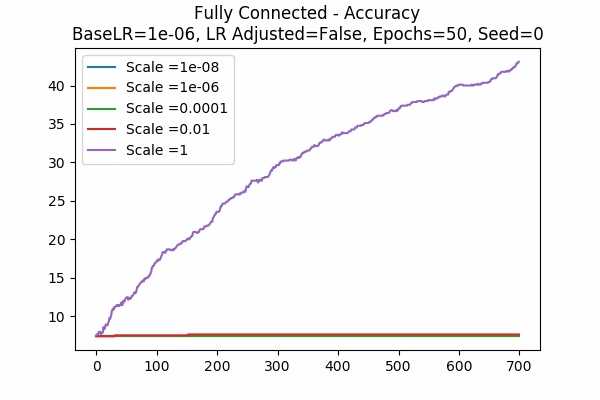 Fully Connected - Accuracy
BaseLR=1e-06, LR Adjusted=False, Epochs=50, Seed=0
Scale =1e-08
Scale =1e-06
Scale =0.0001
Scale =0.01
Scale =1
40
35
30
25
20
15
10
0 100 200 300 400 500 600 700